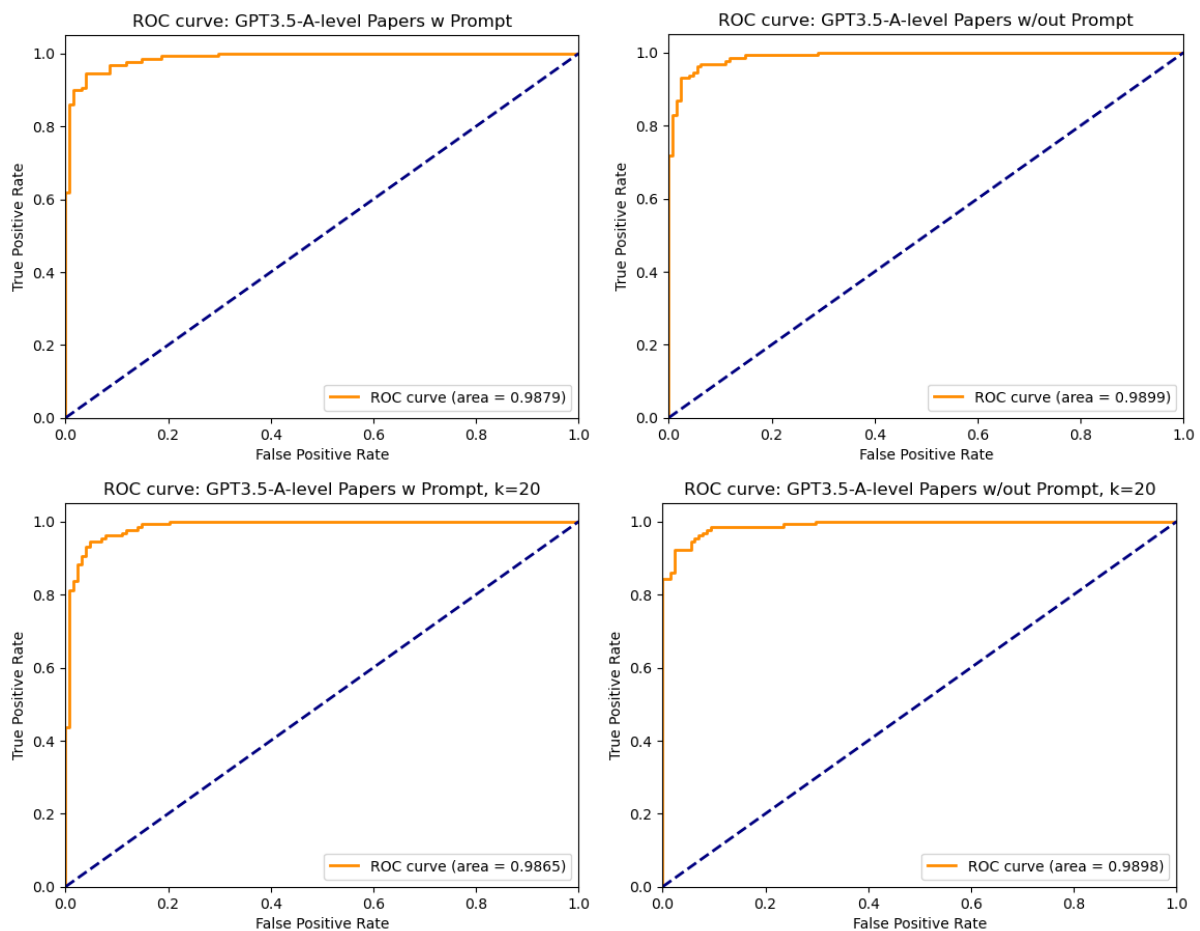 ROC curve: GPT3.5-A-level Papers w Prompt
1.0
0.8
0.6
0.4
0.2
0.0
True Positive Rate
ROC curve (area = 0.9879)
0.0 0.2 0.4 0.6 0.8 1.0
False Positive Rate
ROC curve: GPT3.5-A-level Papers w/out Prompt
1.0
0.8
0.6
0.4
0.2
0.0
True Positive Rate
ROC curve (area = 0.9899)
0.0 0.2 0.4 0.6 0.8 1.0
False Positive Rate
ROC curve: GPT3.5-A-level Papers w Prompt, k=20
1.0
0.8
0.6
0.4
0.2
0.0
True Positive Rate
ROC curve (area = 0.9865)
0.0 0.2 0.4 0.6 0.8 1.0
False Positive Rate
ROC curve: GPT3.5-A-level Papers w/out Prompt, k=20
1.0
0.8
0.6
0.4
0.2
0.0
True Positive Rate
ROC curve (area = 0.9898)
0.0 0.2 0.4 0.6 0.8 1.0
False Positive Rate